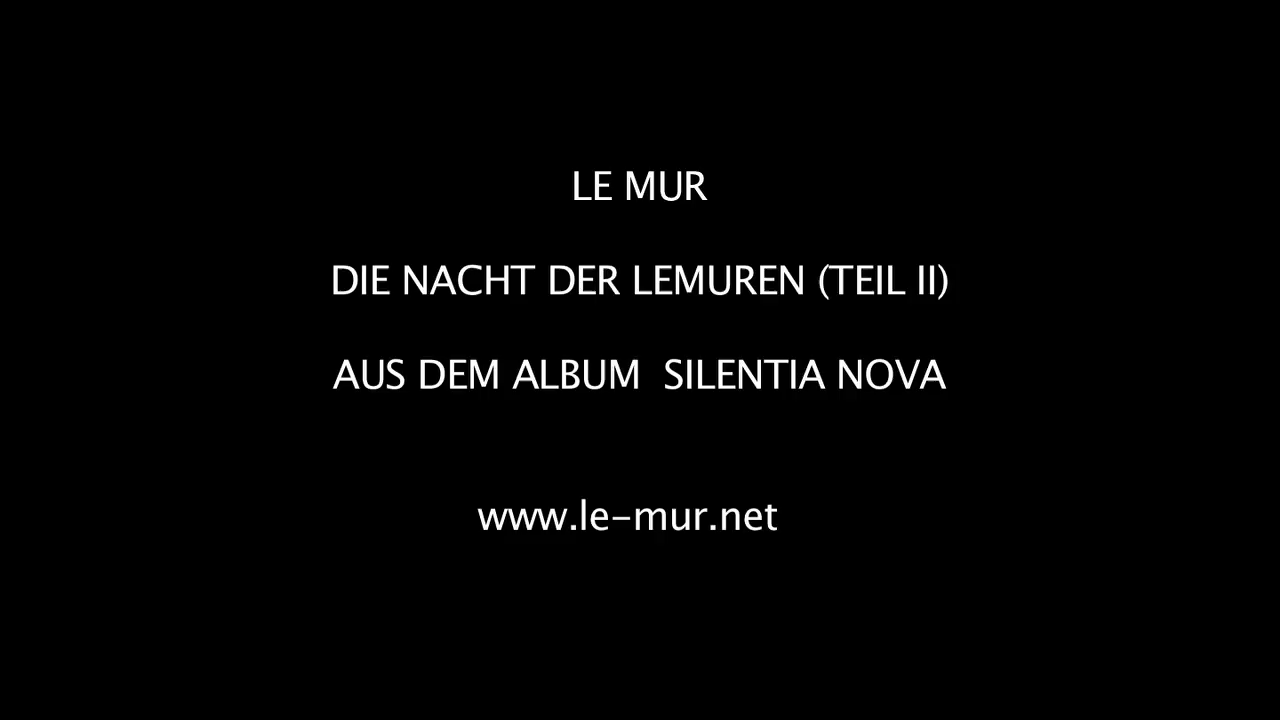 LE MUR
DIE NACHT DER LEMUREN (TEIL II)
AUS DEM ALBUM  SILENTIA NOVA
www.le-mur.net